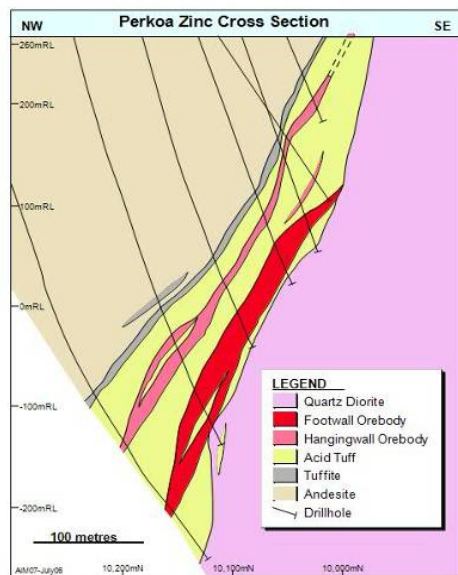 NW Perkoa Zinc Cross Section SE
260mRL
200mRL
100mRL
0mRL
-100mRL
-200mRL
LEGEND
Quartz Diorite
Footwall Orebody
Hangingwall Orebody
Acid Tuff
Tuffite
Andesite
Drillhole
100 metres
AIM07-July06 10,200mN 10,100mN 10,000mN